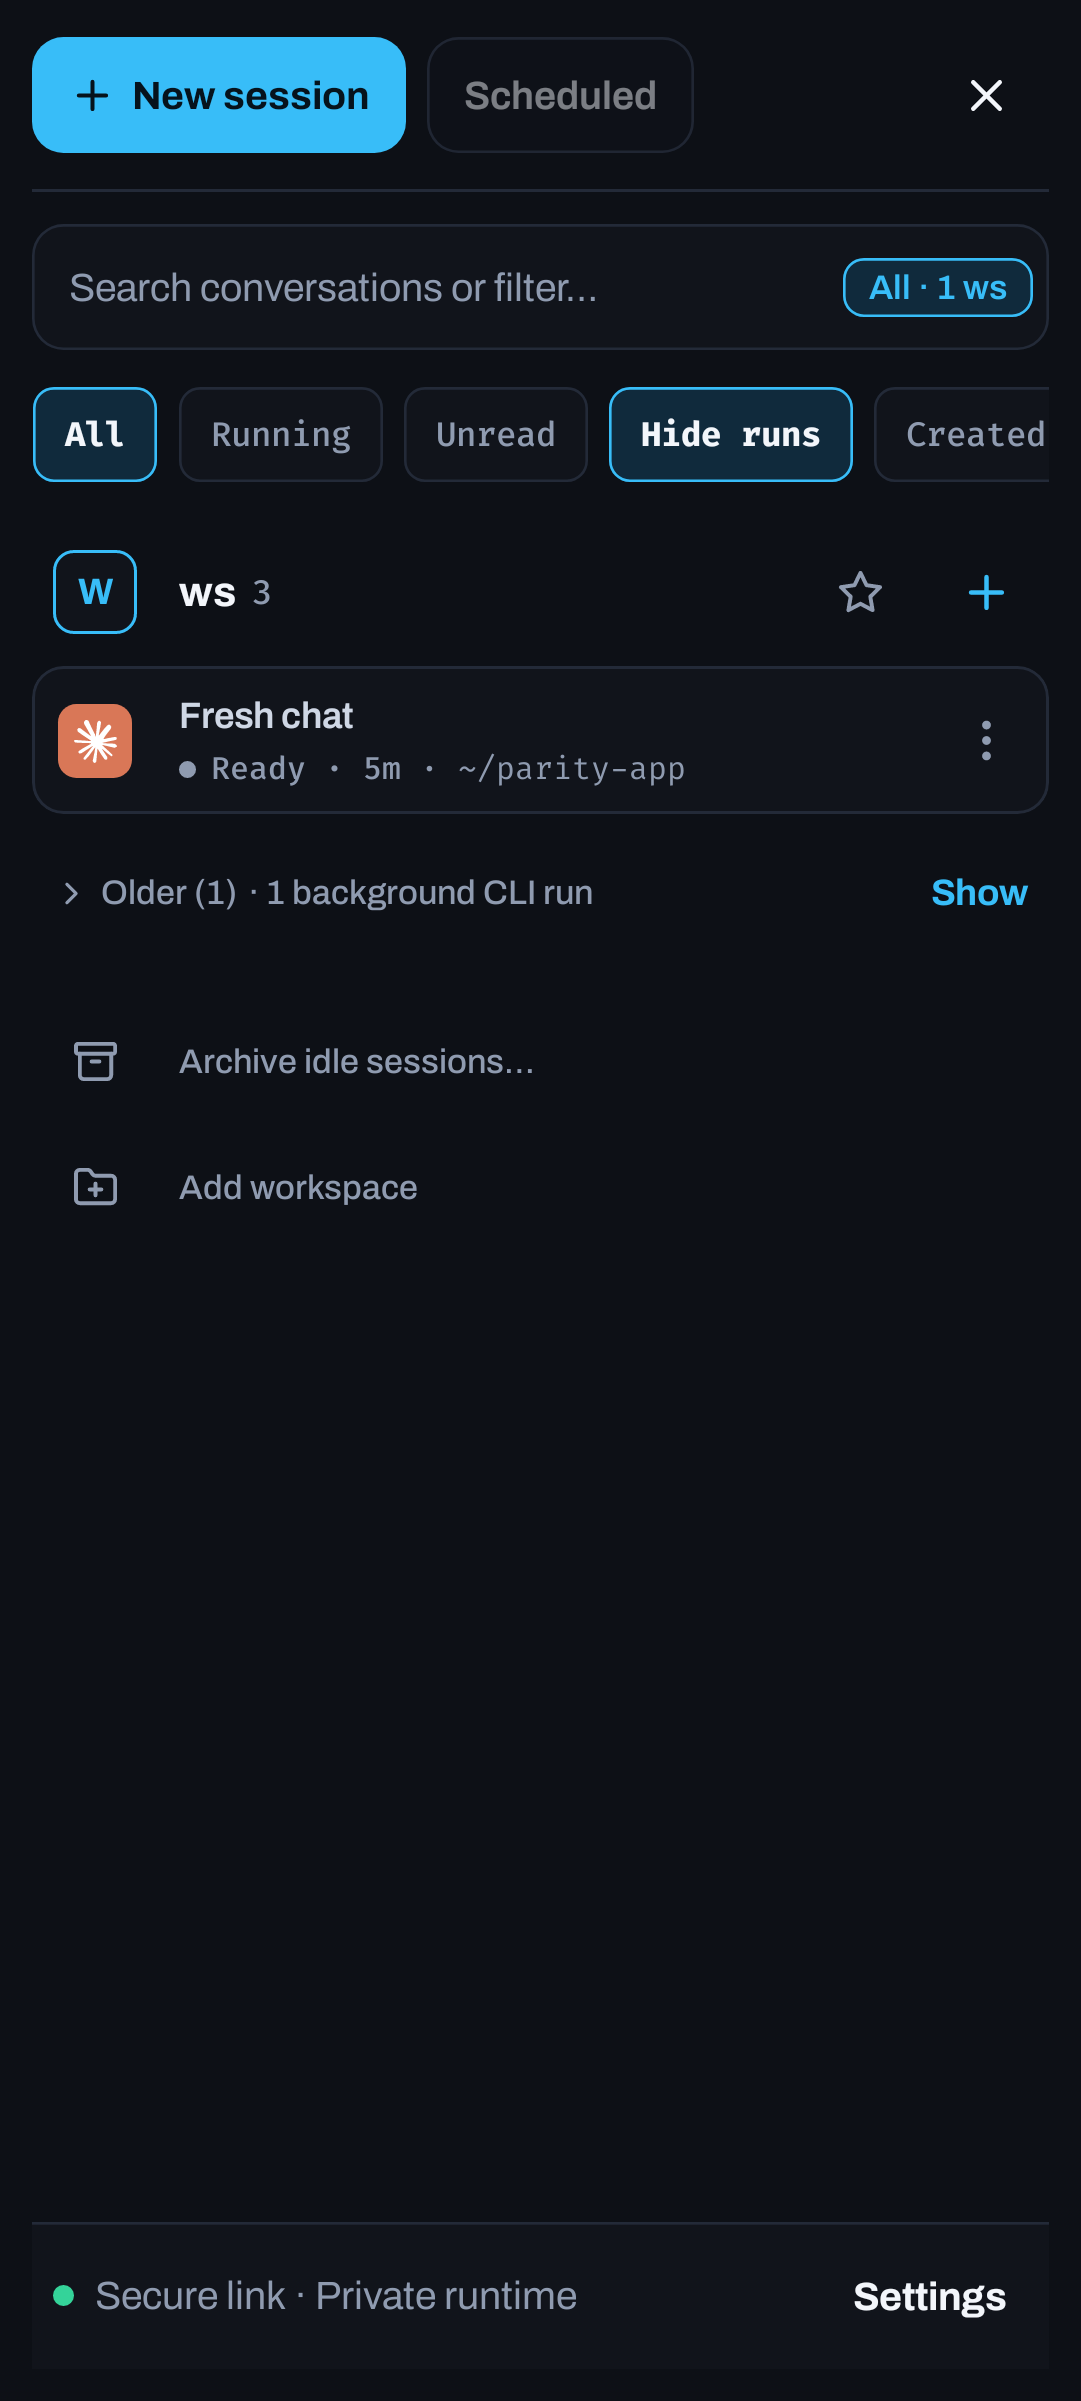 New session
Scheduled
Search conversations or filter...
All · 1 ws
All
Running
Unread
Hide runs
Created
W
ws 3
Fresh chat
Ready · 5m · ~/parity-app
Older (1) · 1 background CLI run
Show
Archive idle sessions...
Add workspace
Secure link · Private runtime
Settings